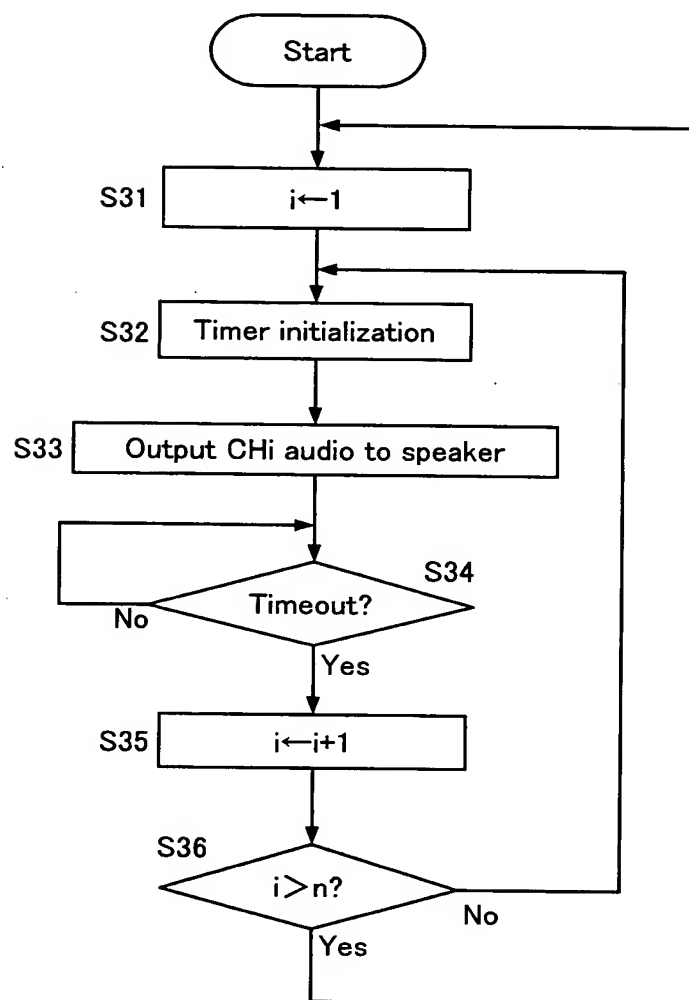 Start
S31
i←1
S32
Timer initialization
S33
Output CHi audio to speaker
S34
Timeout?
No
Yes
S35
i←i+1
S36
i>n?
No
Yes